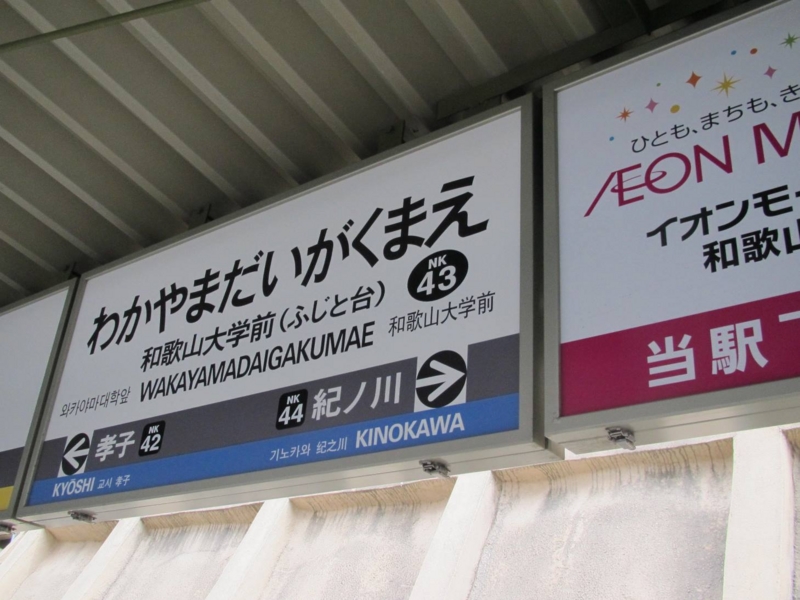 わかやまだいがくまえ
和歌山大学前(ふじと台)
NK
43
WAKAYAMADAIGAKUMAE
와카야마대학앞
和歌山大学前
孝子
NK
42
NK
44
紀ノ川
KYŌSHI 교시 孝子
기노카와 纪之川 KINOKAWA
ひとも、まちも、き
ÆON M
イオンモー
和歌山
当駅